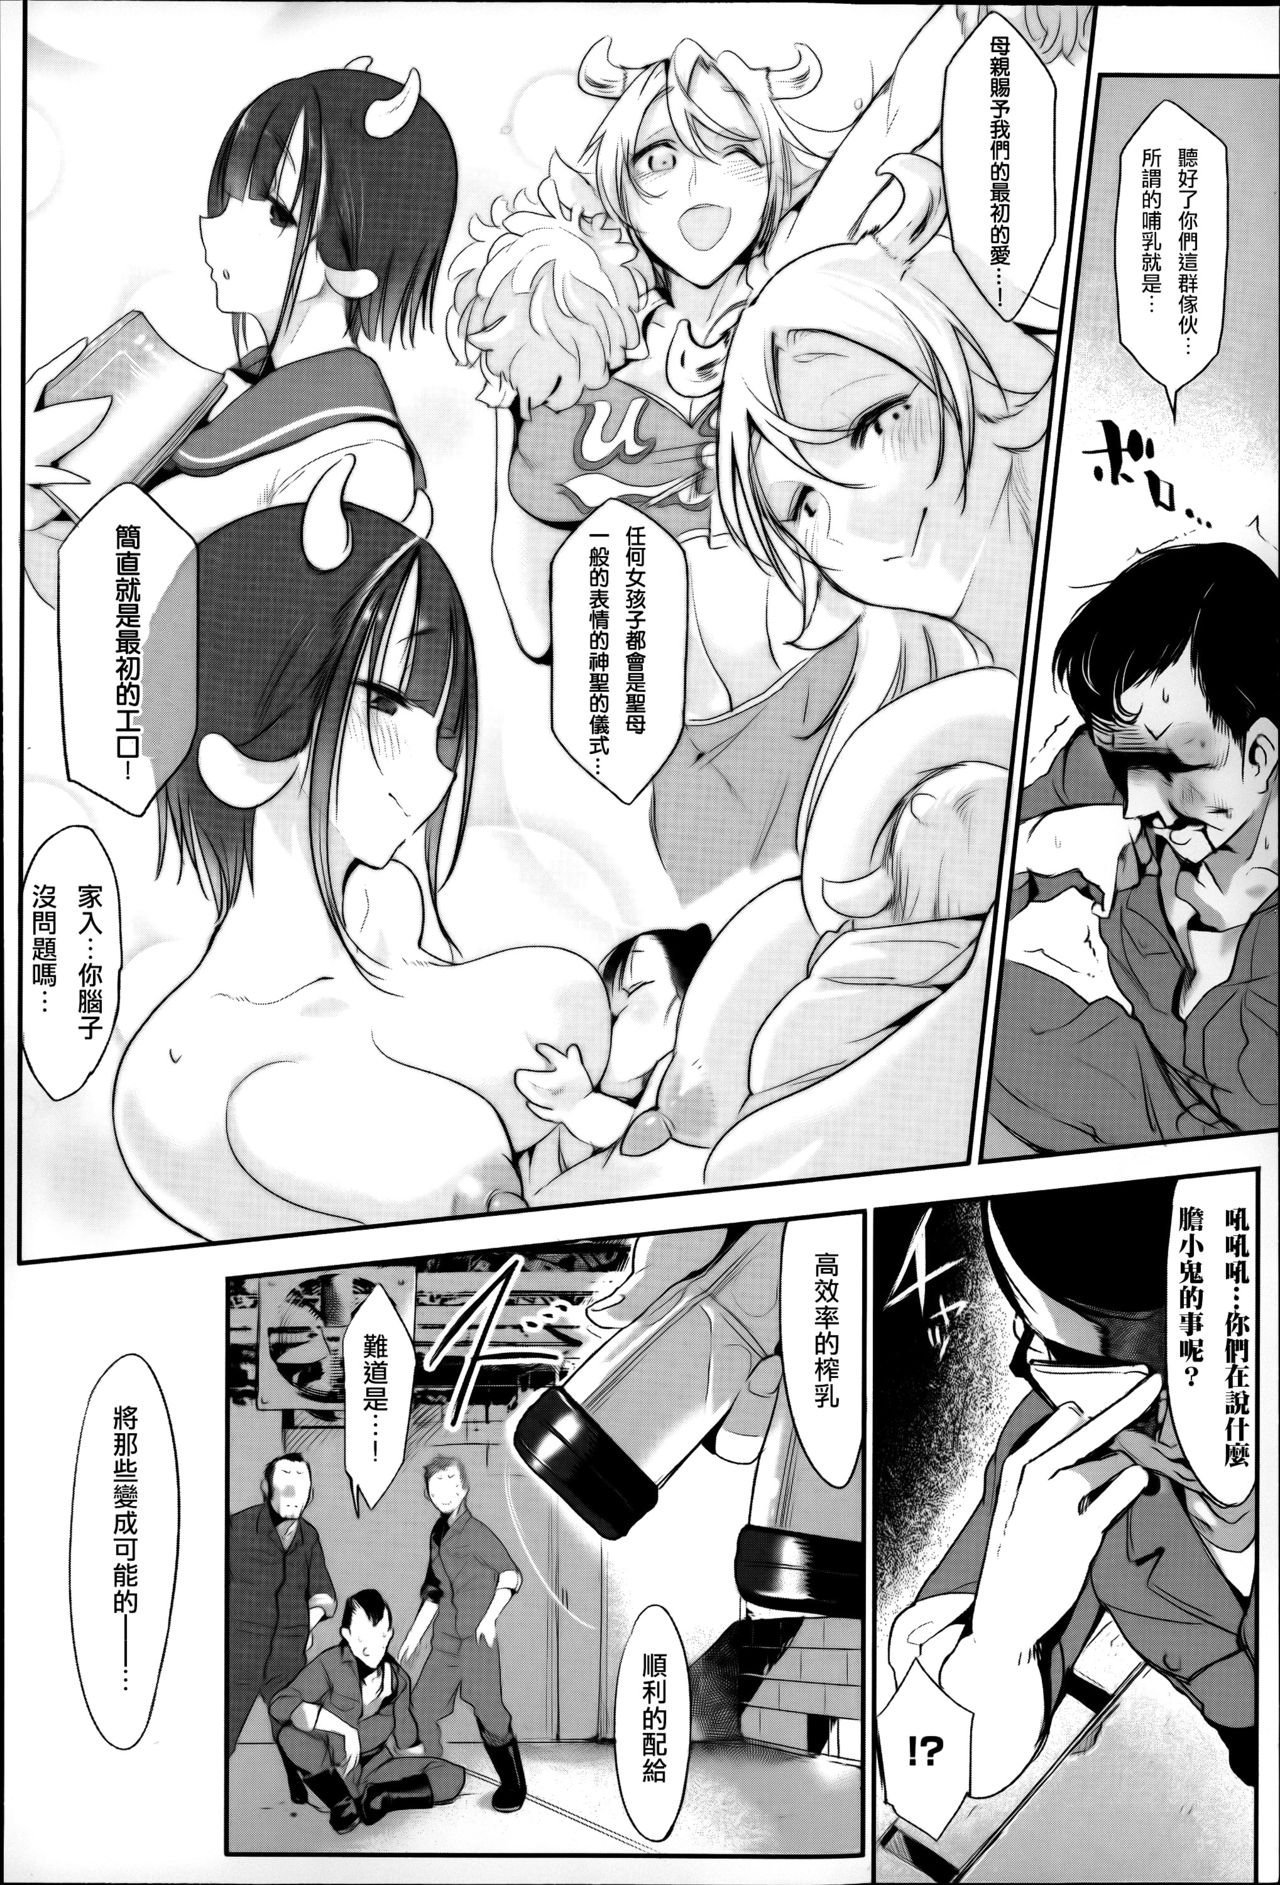 聽好了你們這群傢伙…
所謂的哺乳就是…
ボロ…
母親賜予我們的最初的愛…！
U
任何女孩子都會是聖母
一般的表情的神聖的儀式…
簡直就是最初的工口！
家入…你腦子
沒問題嗎…
吼吼吼…你們在說什麼
膽小鬼的事呢？
!?
高效率的榨乳
順利的配給
難道是…！
將那些變成可能的——…